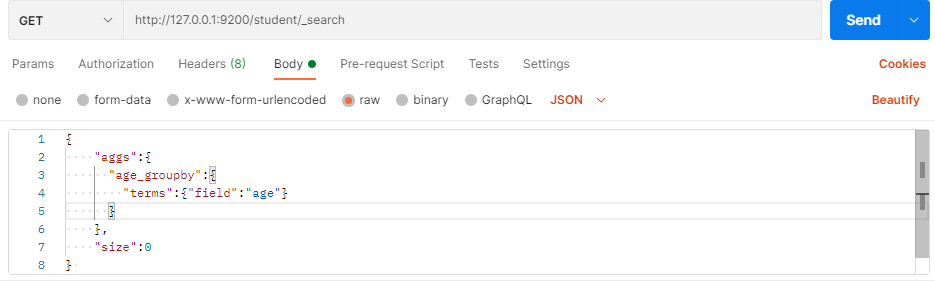 GET http://127.0.0.1:9200/student/_search Send
Params Authorization Headers (8) Body Pre-request Script Tests Settings Cookies
none form-data x-www-form-urlencoded raw binary GraphQL JSON Beautify
1 {
2 "aggs":{
3 "age_groupby":{
4 "terms":{"field":"age"}
5 }
6 },
7 "size":0
8 }